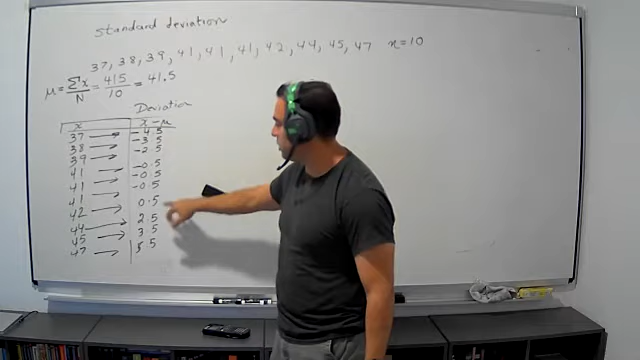 standard deviation
37, 38, 39, 41, 41, 41, 42, 44, 45, 47 n=10
μ = Σx/N = 415/10 = 41.5
Deviation
x x-μ
37 → -4.5
38 → -3.5
39 → -2.5
41 → -0.5
41 → -0.5
41 → -0.5
42 → 0.5
44 → 2.5
45 → 3.5
47 → .5